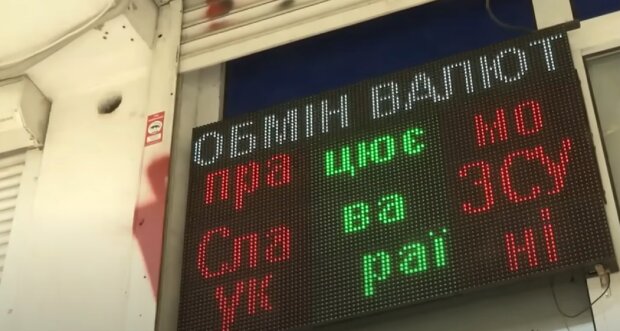 ОБМІН ВАЛЮТ
пра цює мо
Сла ва ЗСУ
ук раї ні